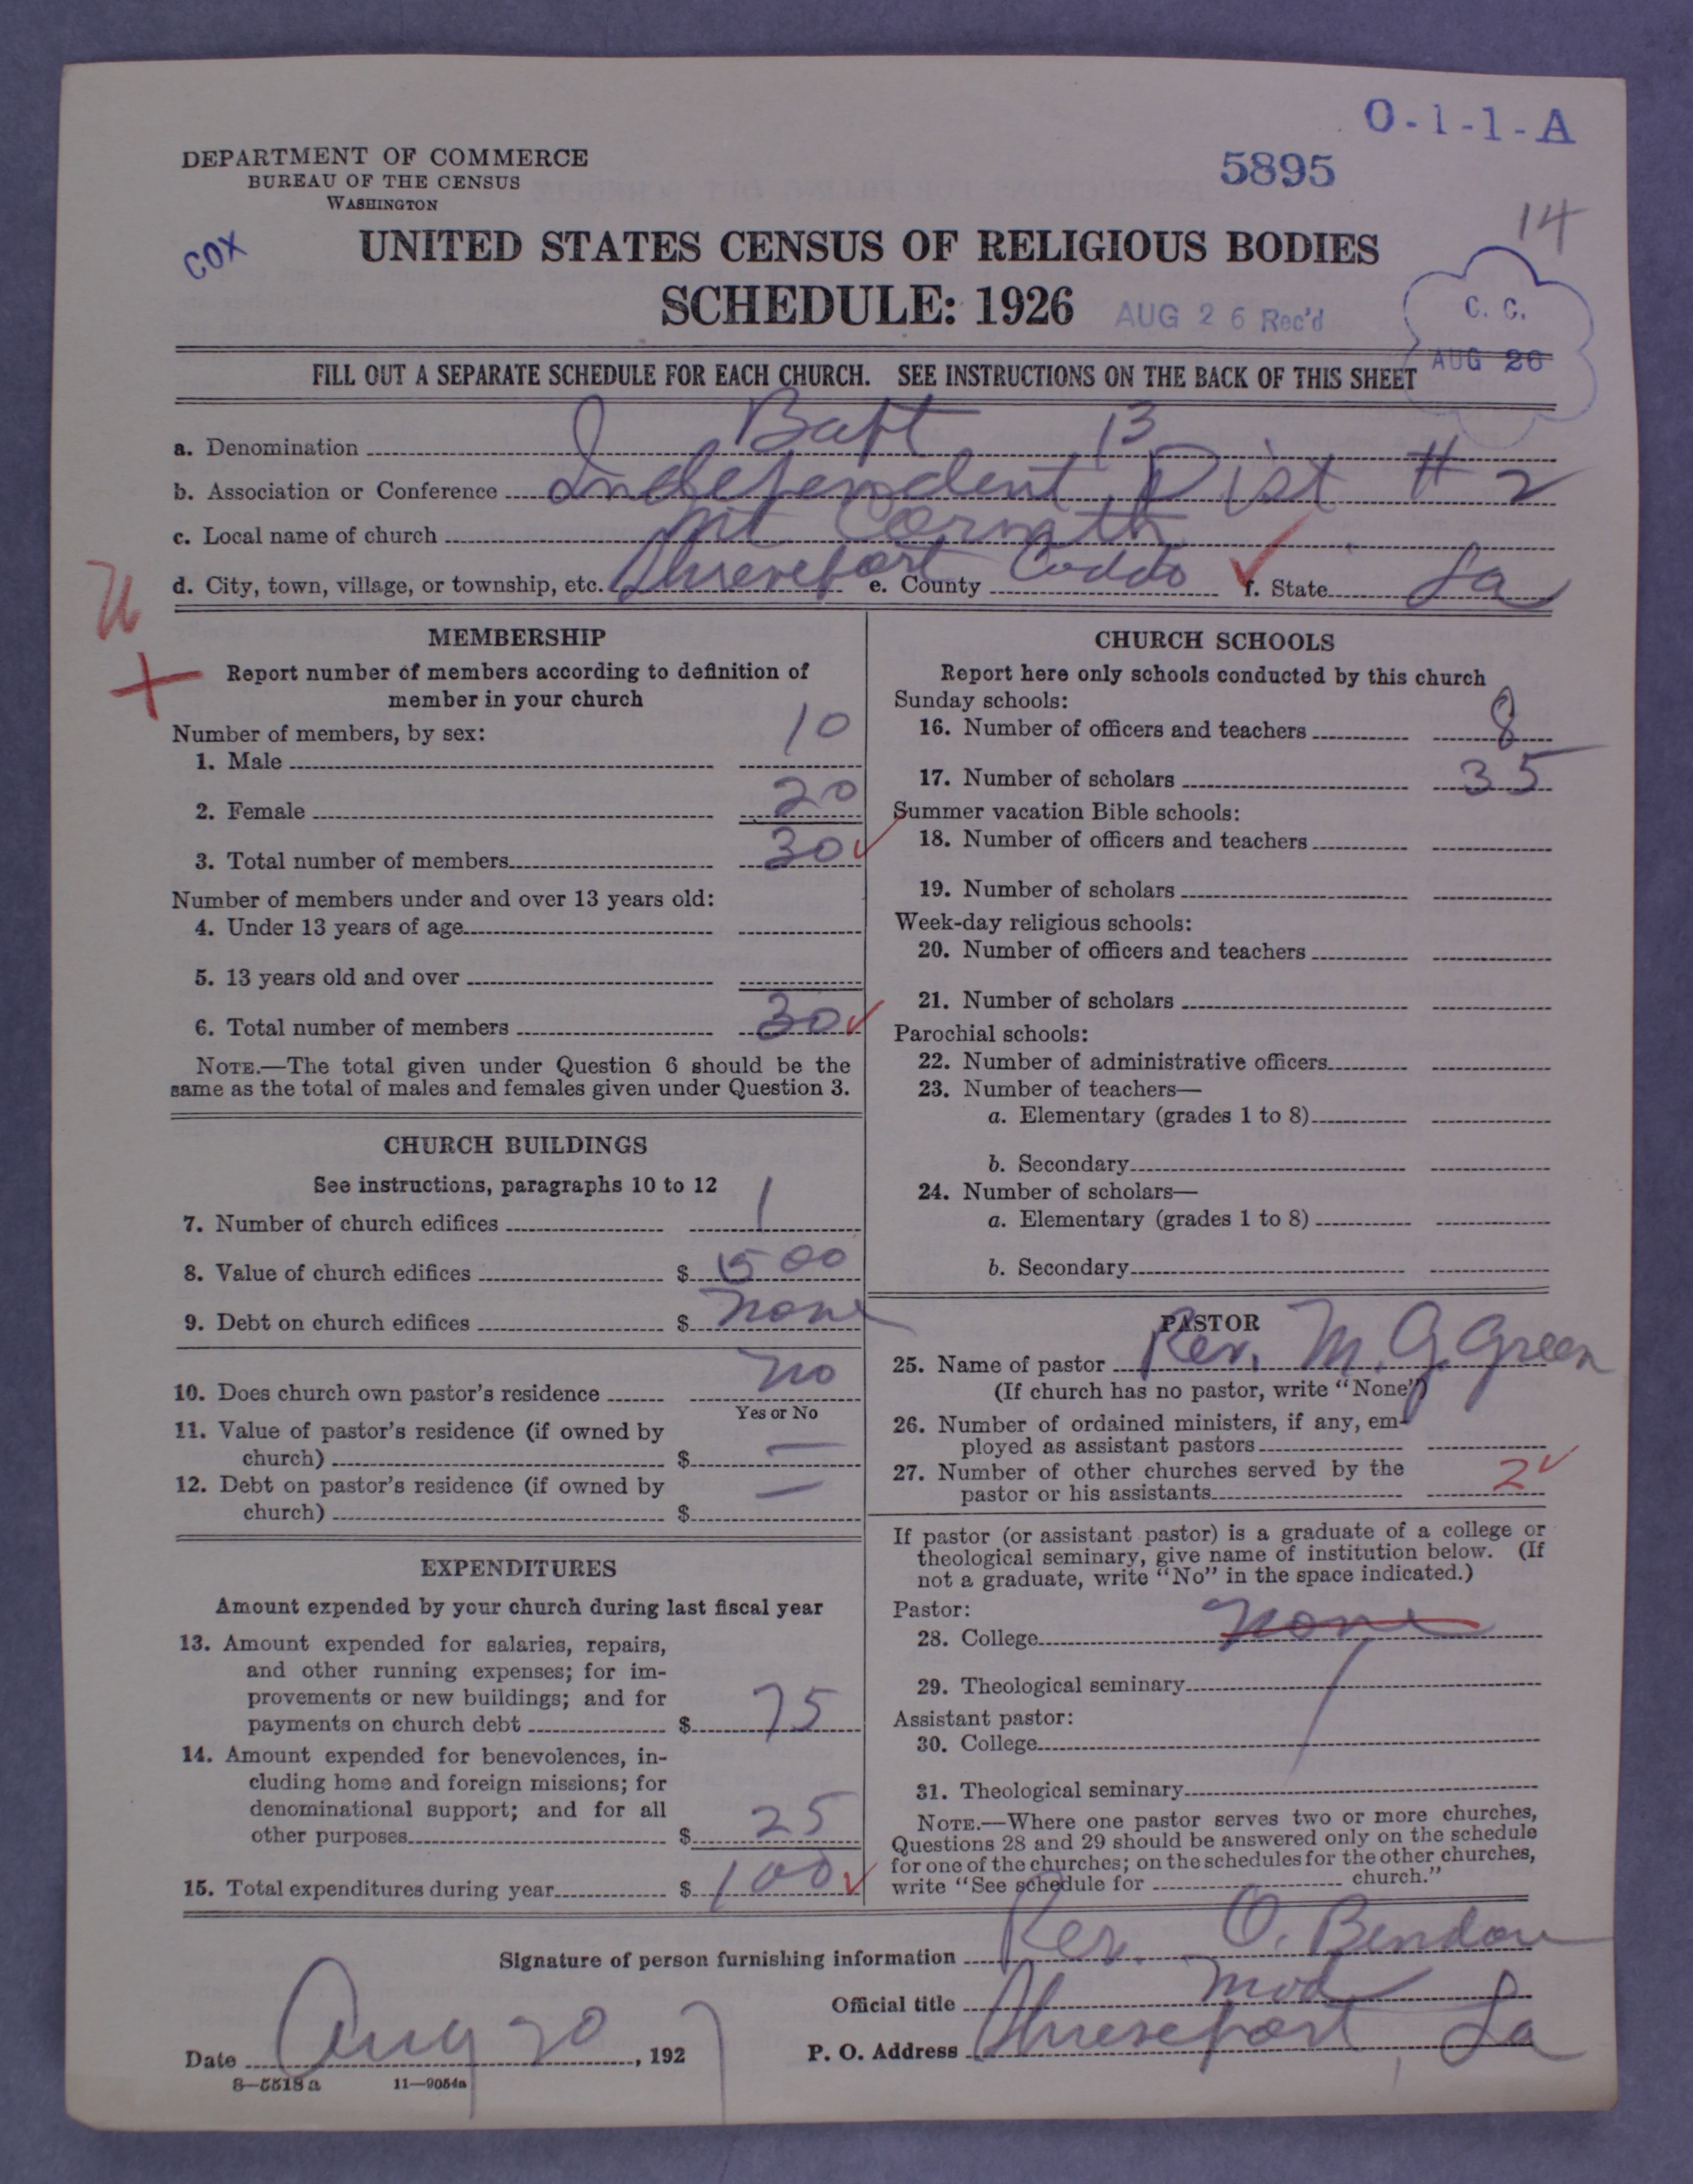 O-1-1-A
DEPARTMENT OF COMMERCE
BUREAU OF THE CENSUS
WASHINGTON
5895
14
COX
UNITED STATES CENSUS OF RELIGIOUS BODIES
SCHEDULE: 1926
AUG 26 Rec'd
C. C.
AUG 26
FILL OUT A SEPARATE SCHEDULE FOR EACH CHURCH. SEE INSTRUCTIONS ON THE BACK OF THIS SHEET
a. Denomination Bapt 13
b. Association or Conference Independent Dist # 2
c. Local name of church Mt Corinth
d. City, town, village, or township, etc. Shreveport e. County Caddo f. State La
MEMBERSHIP
Report number of members according to definition of
member in your church
Number of members, by sex:
1. Male 10
2. Female 20
3. Total number of members 30
Number of members under and over 13 years old:
4. Under 13 years of age
5. 13 years old and over
6. Total number of members 30
NOTE.—The total given under Question 6 should be the
same as the total of males and females given under Question 3.
CHURCH BUILDINGS
See instructions, paragraphs 10 to 12
7. Number of church edifices 1
8. Value of church edifices $ 500
9. Debt on church edifices $ none
10. Does church own pastor's residence no
Yes or No
11. Value of pastor's residence (if owned by
church) $ —
12. Debt on pastor's residence (if owned by
church) $ —
EXPENDITURES
Amount expended by your church during last fiscal year
13. Amount expended for salaries, repairs,
and other running expenses; for im-
provements or new buildings; and for
payments on church debt $ 75
14. Amount expended for benevolences, in-
cluding home and foreign missions; for
denominational support; and for all
other purposes $ 25
15. Total expenditures during year $ 100
CHURCH SCHOOLS
Report here only schools conducted by this church
Sunday schools:
16. Number of officers and teachers 8
17. Number of scholars 35
Summer vacation Bible schools:
18. Number of officers and teachers
19. Number of scholars
Week-day religious schools:
20. Number of officers and teachers
21. Number of scholars
Parochial schools:
22. Number of administrative officers
23. Number of teachers—
a. Elementary (grades 1 to 8)
b. Secondary
24. Number of scholars—
a. Elementary (grades 1 to 8)
b. Secondary
PASTOR
25. Name of pastor Rev. M. G. Green
(If church has no pastor, write "None")
26. Number of ordained ministers, if any, em-
ployed as assistant pastors
27. Number of other churches served by the
pastor or his assistants 2
If pastor (or assistant pastor) is a graduate of a college or
theological seminary, give name of institution below. (If
not a graduate, write "No" in the space indicated.)
Pastor:
28. College none
29. Theological seminary
Assistant pastor:
30. College
31. Theological seminary
NOTE.—Where one pastor serves two or more churches,
Questions 28 and 29 should be answered only on the schedule
for one of the churches; on the schedules for the other churches,
write "See schedule for church."
Signature of person furnishing information Rev. O. Bendow
Official title Mod
Date Aug 20, 1927 P. O. Address Shreveport, La
8—5518 a 11—9054a